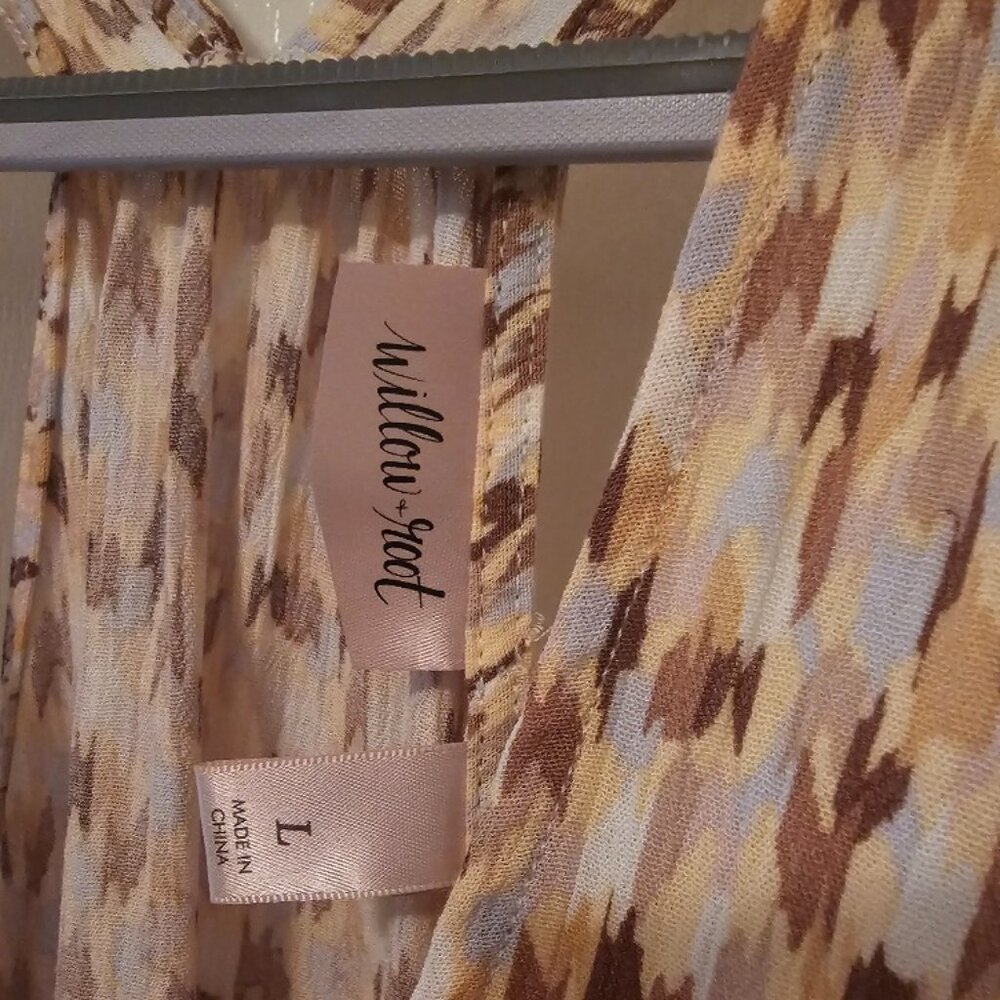 Willow + root
L
MADE IN
CHINA